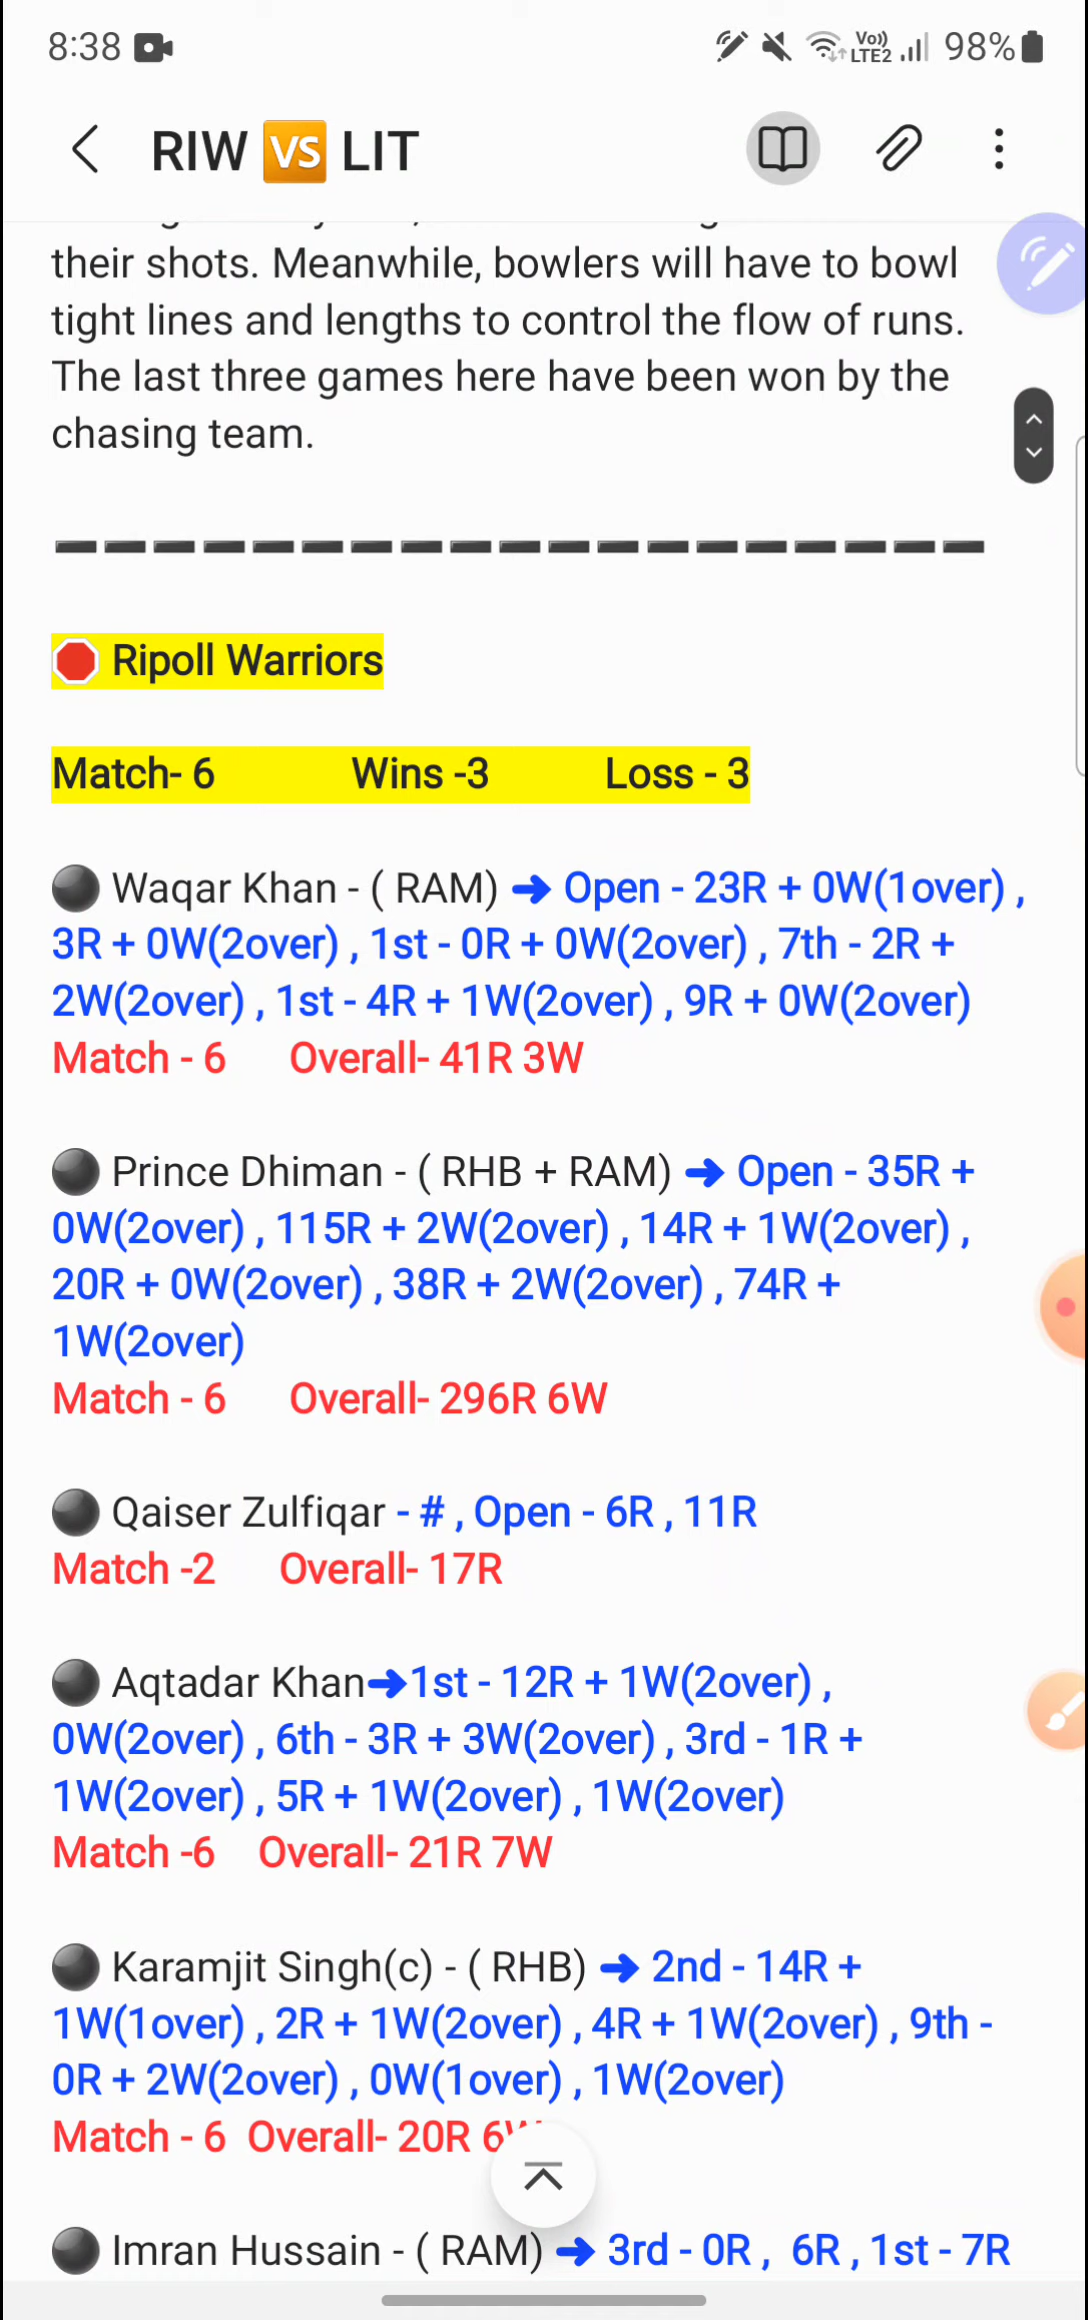 8:38 Vo)) LTE2 98%
RIW VS LIT
their shots. Meanwhile, bowlers will have to bowl
tight lines and lengths to control the flow of runs.
The last three games here have been won by the
chasing team.
Ripoll Warriors
Match- 6 Wins -3 Loss - 3
Waqar Khan - ( RAM) ➔ Open - 23R + 0W(1over) ,
3R + 0W(2over) , 1st - 0R + 0W(2over) , 7th - 2R +
2W(2over) , 1st - 4R + 1W(2over) , 9R + 0W(2over)
Match - 6 Overall- 41R 3W
Prince Dhiman - ( RHB + RAM) ➔ Open - 35R +
0W(2over) , 115R + 2W(2over) , 14R + 1W(2over) ,
20R + 0W(2over) , 38R + 2W(2over) , 74R +
1W(2over)
Match - 6 Overall- 296R 6W
Qaiser Zulfiqar - # , Open - 6R , 11R
Match -2 Overall- 17R
Aqtadar Khan➔1st - 12R + 1W(2over) ,
0W(2over) , 6th - 3R + 3W(2over) , 3rd - 1R +
1W(2over) , 5R + 1W(2over) , 1W(2over)
Match -6 Overall- 21R 7W
Karamjit Singh(c) - ( RHB) ➔ 2nd - 14R +
1W(1over) , 2R + 1W(2over) , 4R + 1W(2over) , 9th -
0R + 2W(2over) , 0W(1over) , 1W(2over)
Match - 6 Overall- 20R 6W
Imran Hussain - ( RAM) ➔ 3rd - 0R , 6R , 1st - 7R